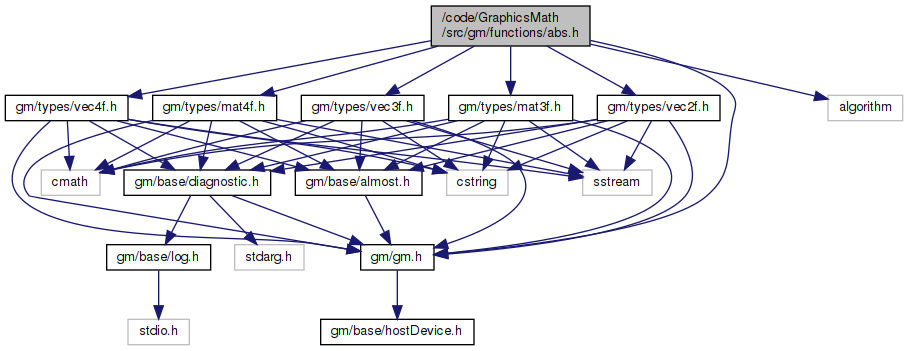 /code/GraphicsMath
/src/gm/functions/abs.h
gm/types/vec4f.h
gm/types/mat4f.h
gm/types/vec3f.h
gm/types/mat3f.h
gm/types/vec2f.h
algorithm
cmath
gm/base/diagnostic.h
gm/base/almost.h
cstring
sstream
gm/base/log.h
stdarg.h
gm/gm.h
stdio.h
gm/base/hostDevice.h